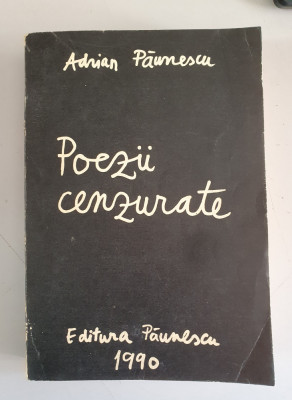 Adrian Păunescu
Poezii
cenzurate
Editura Păunescu
1990